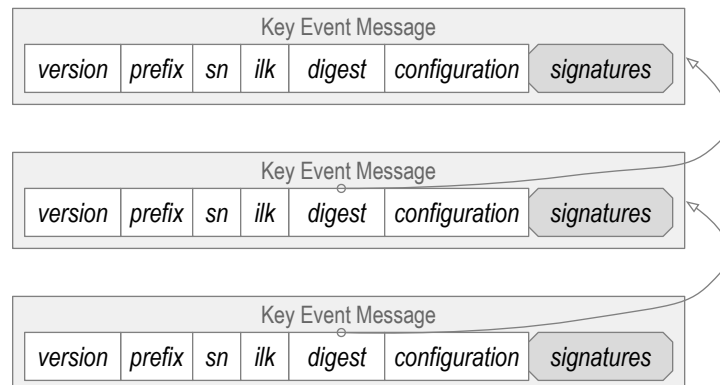 Key Event Message
version prefix sn ilk digest configuration signatures
Key Event Message
version prefix sn ilk digest configuration signatures
Key Event Message
version prefix sn ilk digest configuration signatures